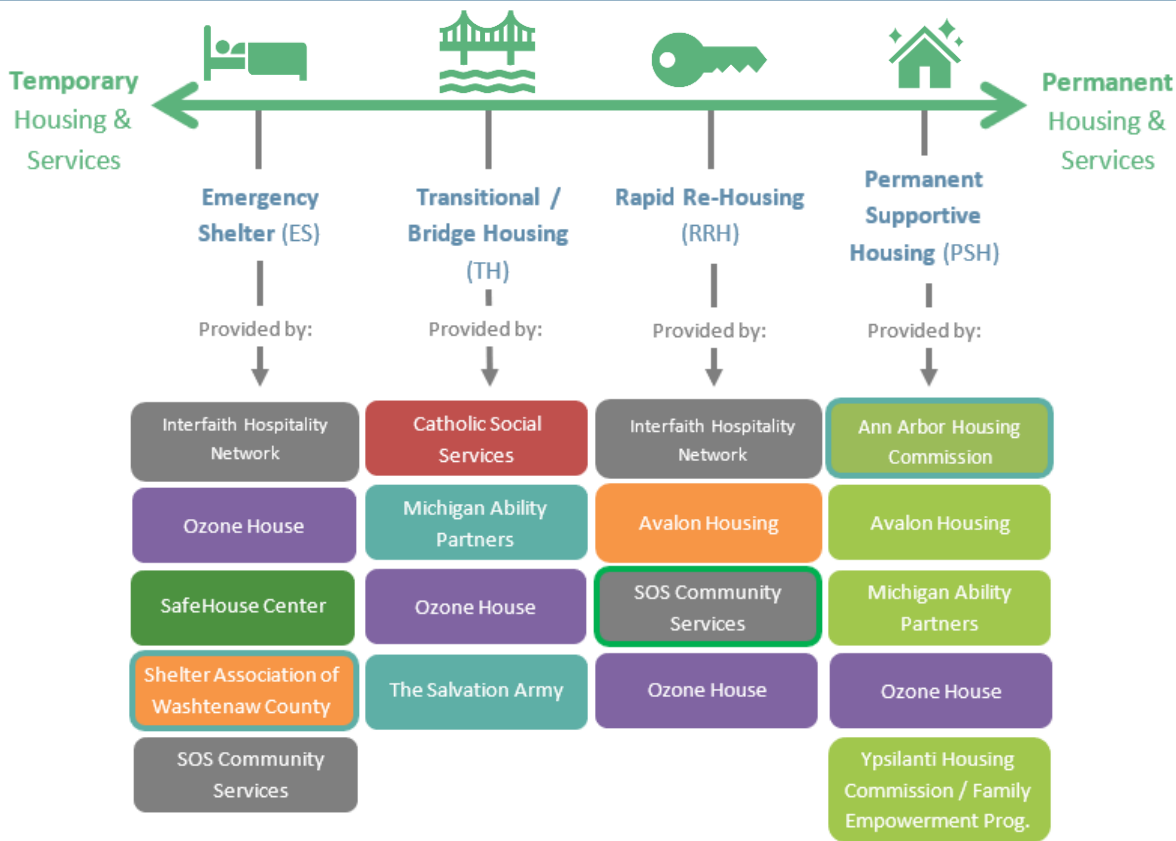 Temporary
Housing &
Services
Permanent
Housing &
Services
Emergency
Shelter (ES)
Transitional /
Bridge Housing
(TH)
Rapid Re-Housing
(RRH)
Permanent
Supportive
Housing (PSH)
Provided by:
Provided by:
Provided by:
Provided by:
Interfaith Hospitality
Network
Ozone House
SafeHouse Center
Shelter Association of
Washtenaw County
SOS Community
Services
Catholic Social
Services
Michigan Ability
Partners
Ozone House
The Salvation Army
Interfaith Hospitality
Network
Avalon Housing
SOS Community
Services
Ozone House
Ann Arbor Housing
Commission
Avalon Housing
Michigan Ability
Partners
Ozone House
Ypsilanti Housing
Commission / Family
Empowerment Prog.